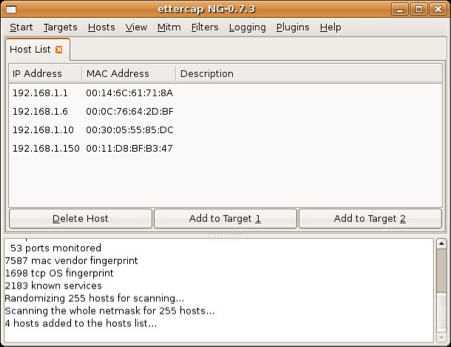 ettercap NG-0.7.3
Start Targets Hosts View Mitm Filters Logging Plugins Help
Host List
IP Address MAC Address Description
192.168.1.1 00:14:6C:61:71:8A
192.168.1.6 00:0C:76:64:2D:BF
192.168.1.10 00:30:05:55:85:DC
192.168.1.150 00:11:D8:BF:B3:47
Delete Host Add to Target 1 Add to Target 2
53 ports monitored
7587 mac vendor fingerprint
1698 tcp OS fingerprint
2183 known services
Randomizing 255 hosts for scanning...
Scanning the whole netmask for 255 hosts...
4 hosts added to the hosts list...